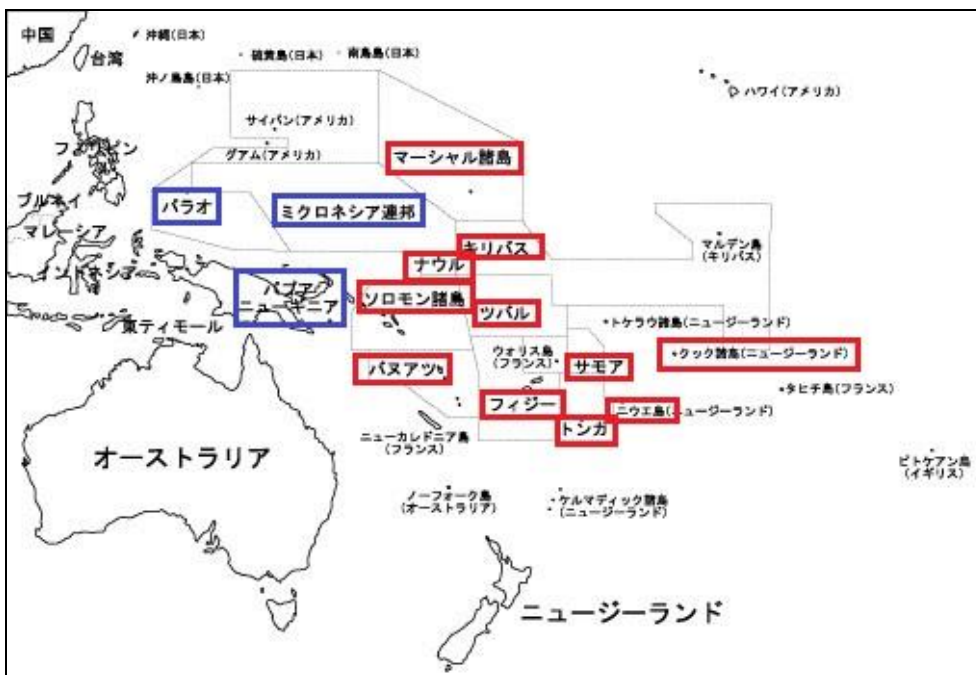 中国
沖縄(日本)
台湾
硫黄島(日本)
南鳥島(日本)
沖ノ鳥島(日本)
ハワイ(アメリカ)
サイパン(アメリカ)
フィリピン
グアム(アメリカ)
マーシャル諸島
ブルネイ
パラオ
ミクロネシア連邦
マレーシア
キリバス
マルデン島
(キリバス)
ナウル
インドネシア
パプア
ニューギニア
ソロモン諸島
ツバル
東ティモール
トケラウ諸島(ニュージーランド)
ウォリス島
(フランス)
サモア
クック諸島(ニュージーランド)
バヌアツ
タヒチ島(フランス)
フィジー
ニウエ島(ニュージーランド)
トンガ
ニューカレドニア島
(フランス)
オーストラリア
ピトケアン島
(イギリス)
ノーフォーク島
(オーストラリア)
ケルマディック諸島
(ニュージーランド)
ニュージーランド